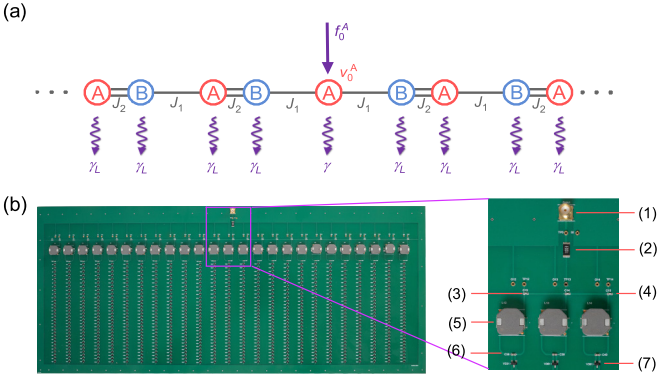 (a)
f₀ᴬ
v₀ᴬ
A B A B A B A B A
J₂ J₁ J₂ J₁ J₁ J₂ J₁ J₂
γL γL γL γL γ γL γL γL γL
(b)
(1)
(2)
(3) (4)
(5)
(6) (7)